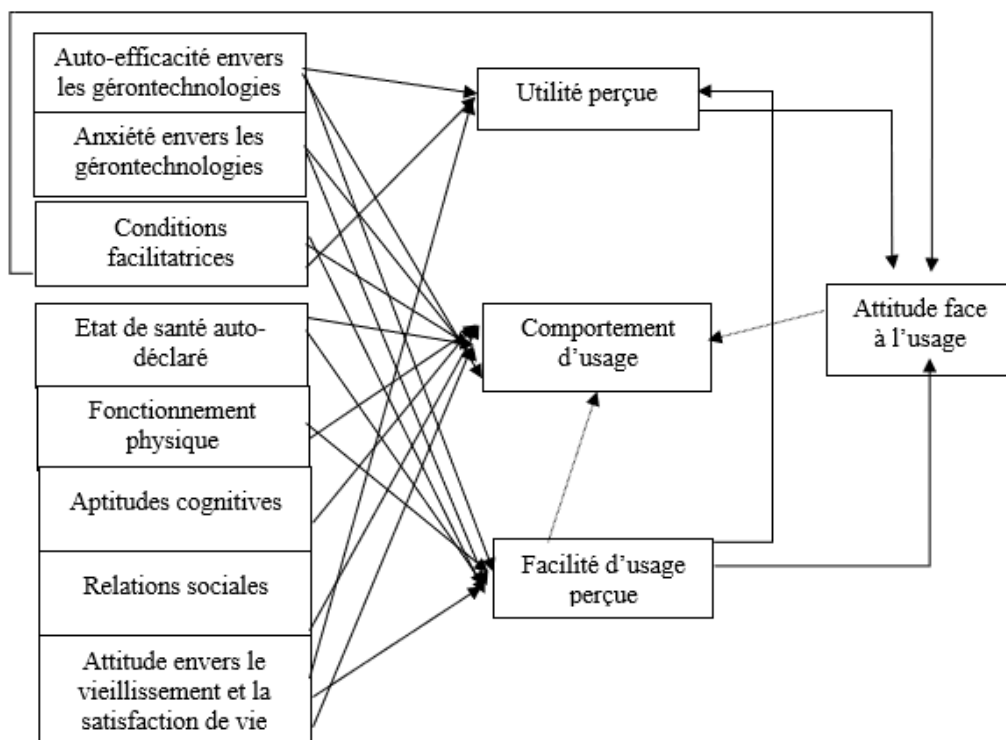 Auto-efficacité envers
les gérontechnologies
Anxiété envers les
gérontechnologies
Conditions
facilitatrices
Etat de santé auto-
déclaré
Fonctionnement
physique
Aptitudes cognitives
Relations sociales
Attitude envers le
vieillissement et la
satisfaction de vie
Utilité perçue
Comportement
d’usage
Facilité d’usage
perçue
Attitude face
à l’usage